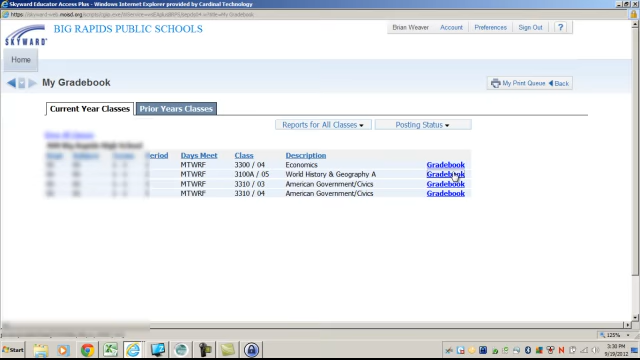 Skyward Educator Access Plus - Windows Internet Explorer provided by Cardinal Technology
SKYWARD
BIG RAPIDS PUBLIC SCHOOLS
Brian Weaver Account Preferences Sign Out ?
Home
My Gradebook
My Print Queue Back
Current Year Classes Prior Years Classes
Reports for All Classes Posting Status
Period Days Meet Class Description
MTWRF 3300 / 04 Economics Gradebook
MTWRF 3100A / 05 World History & Geography A Gradebook
MTWRF 3310 / 03 American Government/Civics Gradebook
MTWRF 3310 / 04 American Government/Civics Gradebook
125%
Start
3:30 PM
9/19/2012